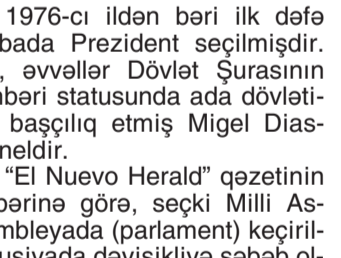 1976-cı ildən bəri ilk dəfə
bada Prezident seçilmişdir.
, əvvəllər Dövlət Şurasının
bəri statusunda ada dövləti-
başçılıq etmiş Migel Dias-
neldir.
“El Nuevo Herald” qəzetinin
bərinə görə, seçki Milli As-
mbleyada (parlament) keçiril-